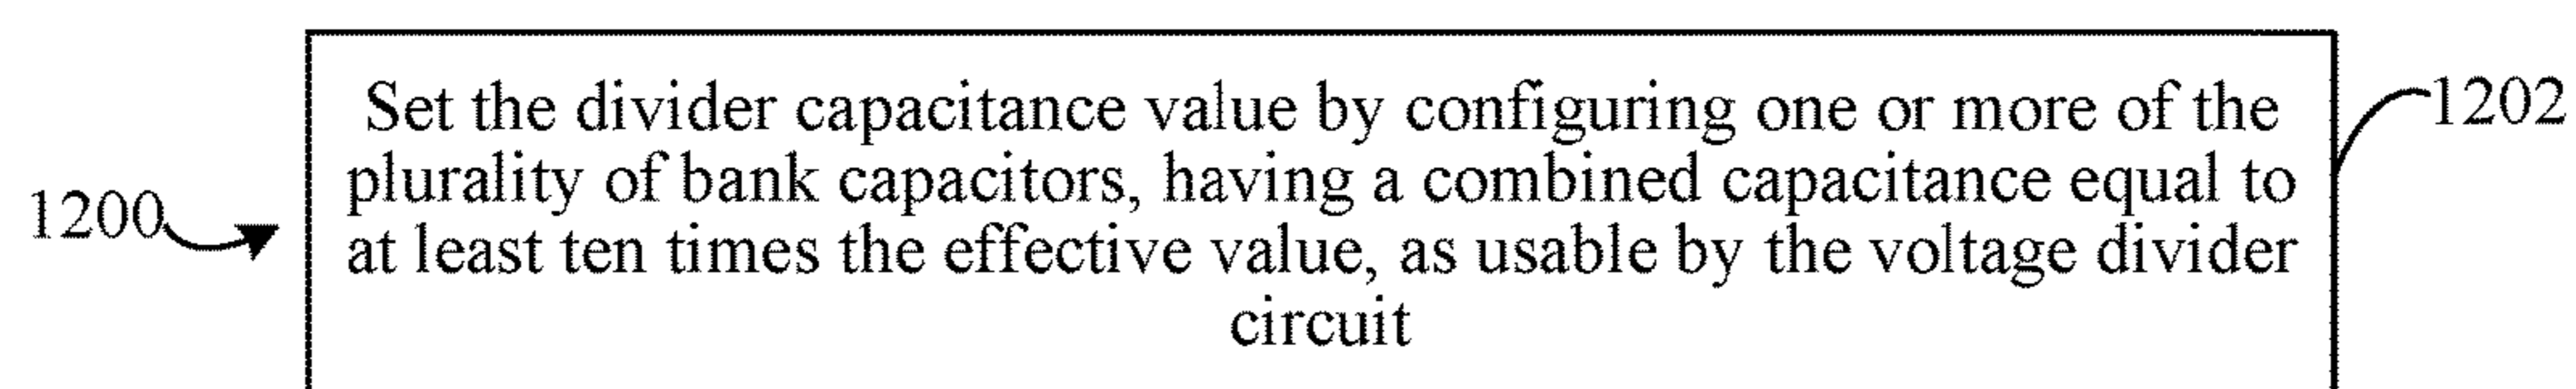 Set the divider capacitance value by configuring one or more of the
1202
plurality of bank capacitors, having a combined capacitance equal to
1200
at least ten times the effective value, as usable by the voltage divider
circuit